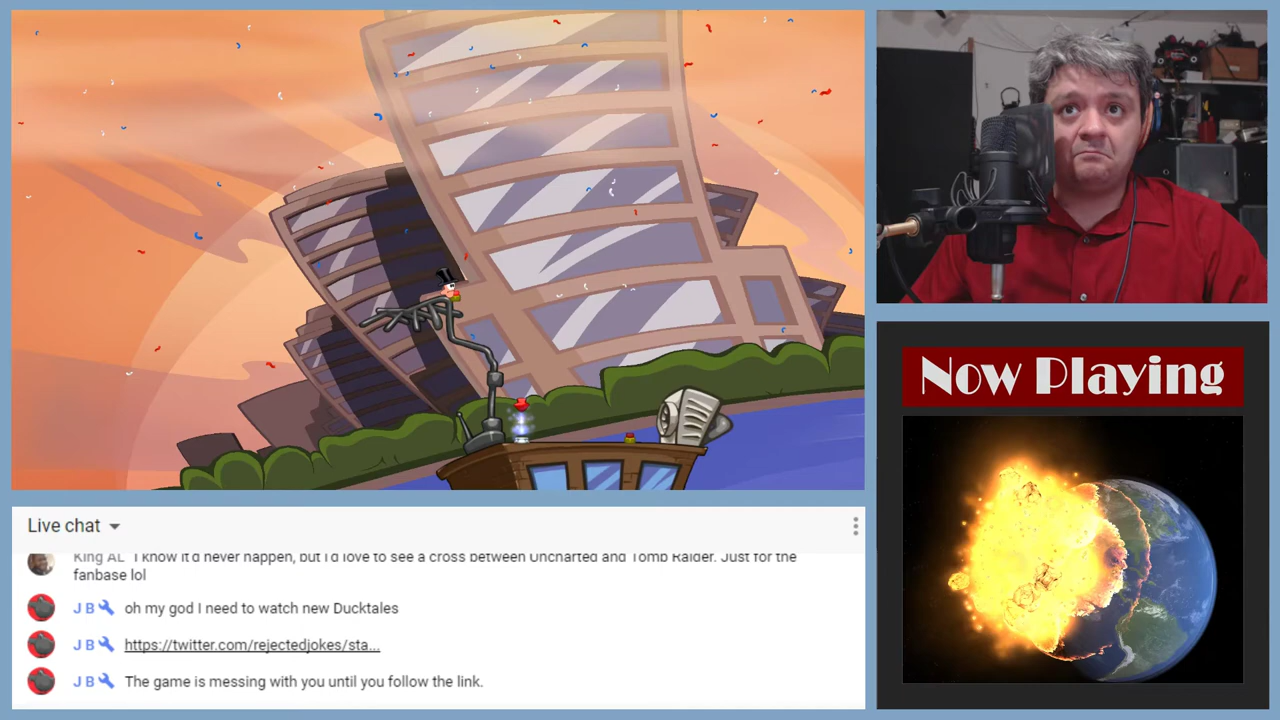 Now Playing
Live chat
King AL I know it'd never happen, but I'd love to see a cross between Uncharted and Tomb Raider. Just for the
fanbase lol
J B oh my god I need to watch new Ducktales
J B https://twitter.com/rejectedjokes/sta...
J B The game is messing with you until you follow the link.